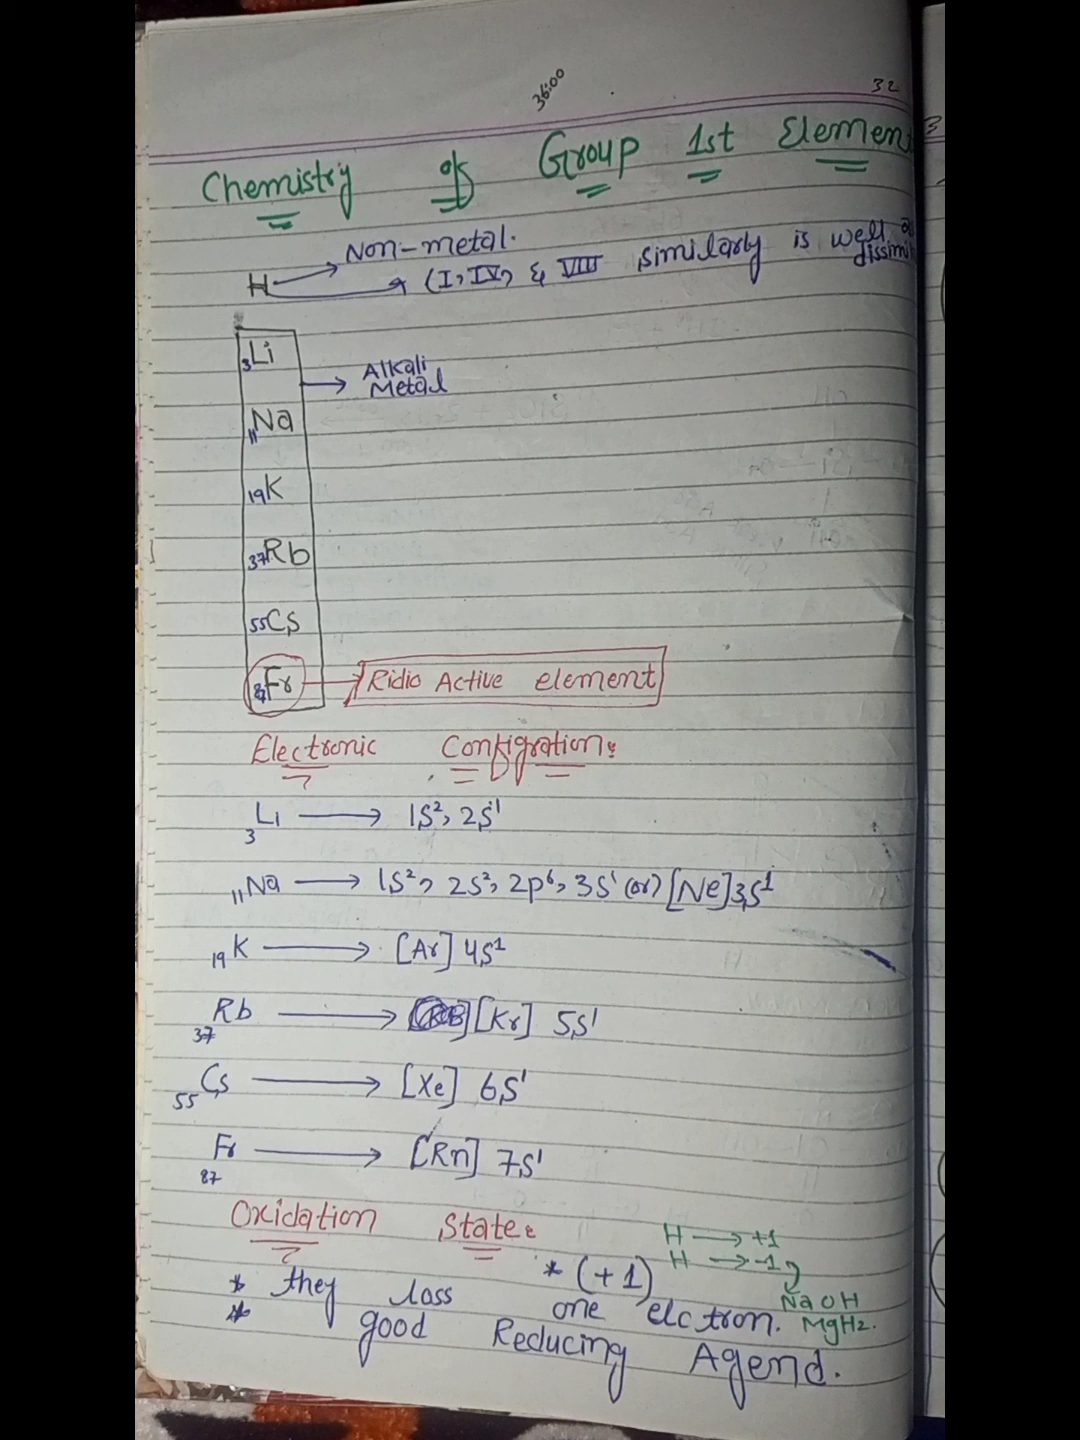 36:00
32
Chemistry of Group 1st Elemen
H Non-metal.
(I, IV, & VIII similarly is well
dissimi
3Li
Alkali
Metal
11Na
19K
37Rb
55Cs
87Fr Ridio Active element
Electronic Configration:
3Li → 1S², 2S¹
11Na → 1S², 2S², 2p⁶, 3S¹ (or) [Ne]3S¹
19K → [Ar] 4S¹
37Rb → [Kr] 5S¹
55Cs → [Xe] 6S¹
87Fr → [Rn] 7S¹
Oxidation State:
H → +1
H → -1
NaOH
MgH2.
* (+1)
* they loss one elctron.
* good Reducing Agend.